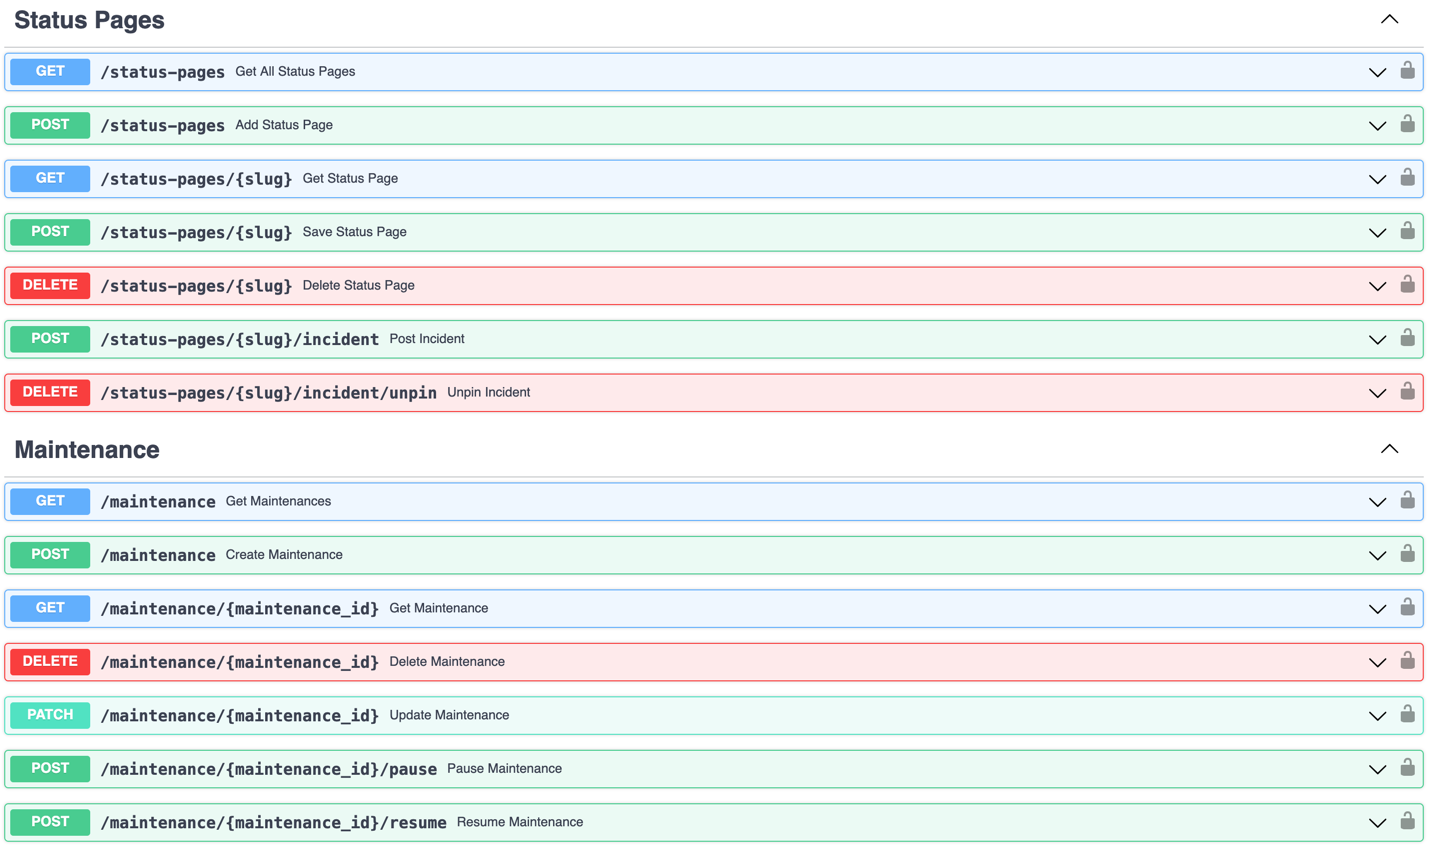 Status Pages
GET /status-pages Get All Status Pages
POST /status-pages Add Status Page
GET /status-pages/{slug} Get Status Page
POST /status-pages/{slug} Save Status Page
DELETE /status-pages/{slug} Delete Status Page
POST /status-pages/{slug}/incident Post Incident
DELETE /status-pages/{slug}/incident/unpin Unpin Incident
Maintenance
GET /maintenance Get Maintenances
POST /maintenance Create Maintenance
GET /maintenance/{maintenance_id} Get Maintenance
DELETE /maintenance/{maintenance_id} Delete Maintenance
PATCH /maintenance/{maintenance_id} Update Maintenance
POST /maintenance/{maintenance_id}/pause Pause Maintenance
POST /maintenance/{maintenance_id}/resume Resume Maintenance